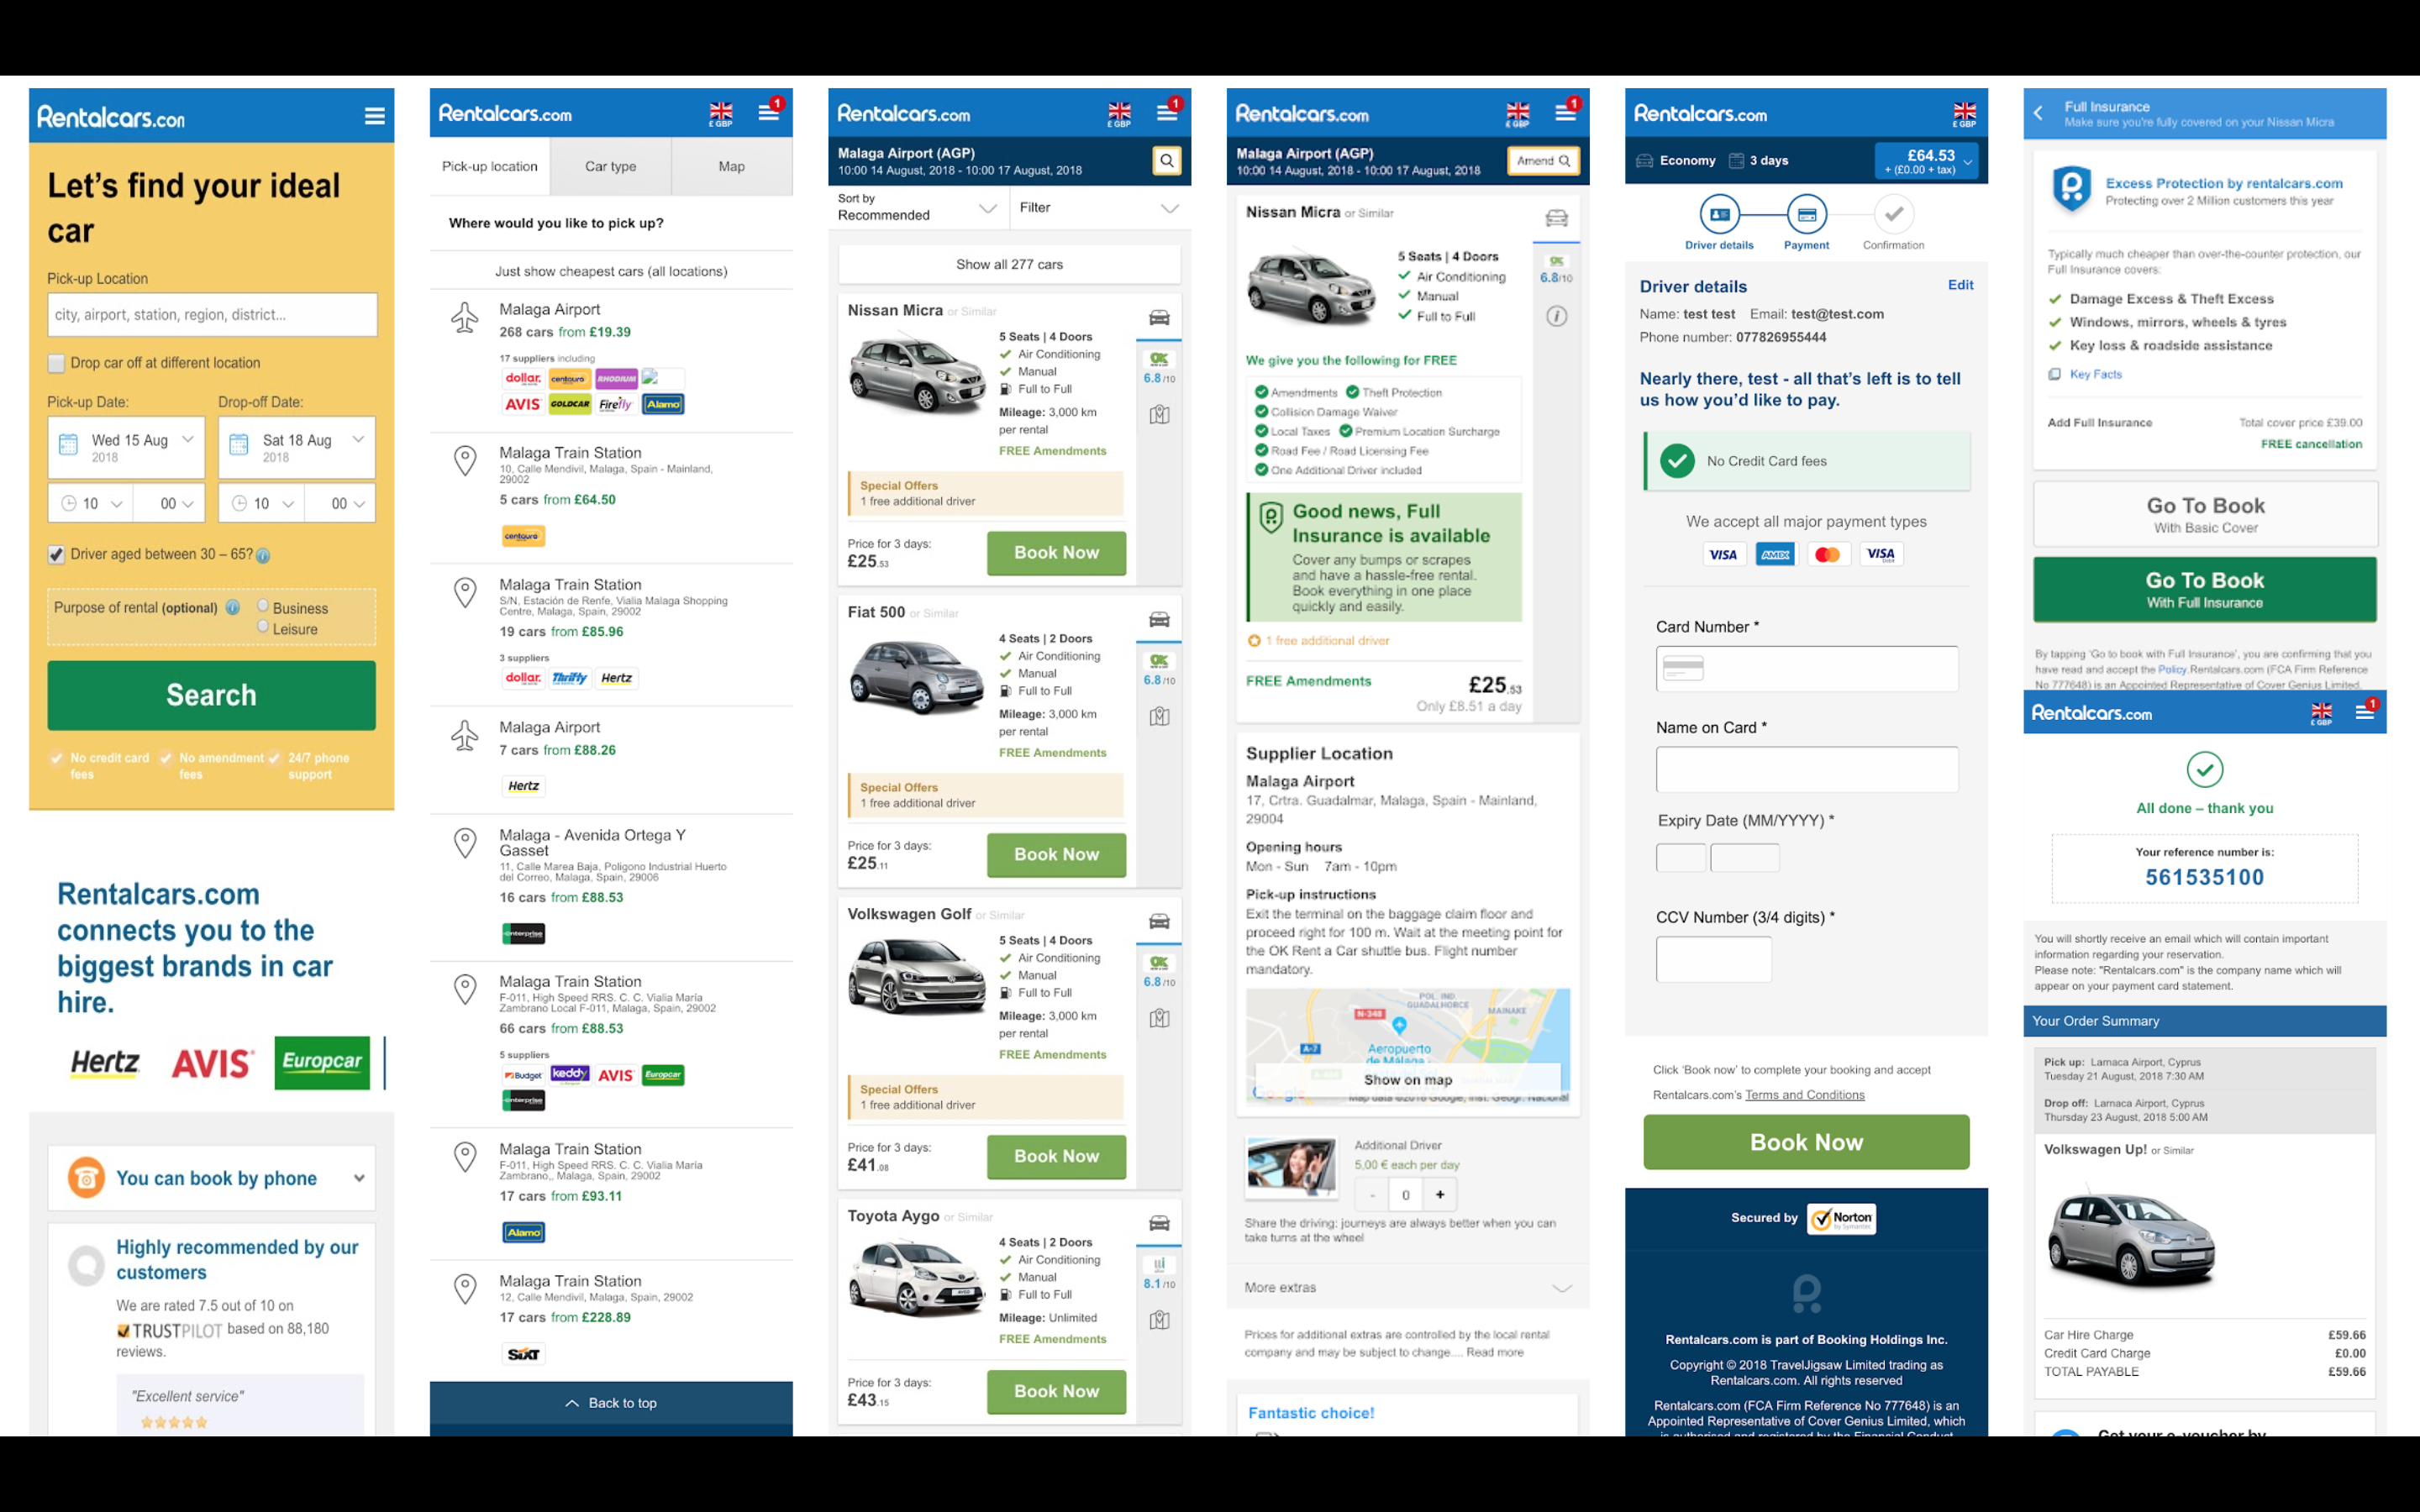 Rentalcars.con
Let's find your ideal
car
Pick-up Location
city, airport, station, region, district...
Drop car off at different location
Pick-up Date:
Drop-off Date:
Wed 15 Aug
2018
Sat 18 Aug
2018
10
00
10
00
Driver aged between 30 – 65?
Purpose of rental (optional)
Business
Leisure
Search
No credit card
fees
No amendment
fees
24/7 phone
support
Rentalcars.com
connects you to the
biggest brands in car
hire.
Hertz
AVIS
Europcar
You can book by phone
Highly recommended by our
customers
We are rated 7.5 out of 10 on
TRUSTPILOT based on 88,180
reviews.
"Excellent service"
Rentalcars.com
£ GBP
1
Pick-up location
Car type
Map
Where would you like to pick up?
Just show cheapest cars (all locations)
Malaga Airport
268 cars from £19.39
17 suppliers including
dollar.
centauro
RHODIUM
AVIS
GOLDCAR
Firefly
Alamo
Malaga Train Station
10, Calle Mendivil, Malaga, Spain - Mainland,
29002
5 cars from £64.50
centauro
Malaga Train Station
S/N, Estación de Renfe, Vialia Malaga Shopping
Centre, Malaga, Spain, 29002
19 cars from £85.96
3 suppliers
dollar.
Thrifty
Hertz
Malaga Airport
7 cars from £88.26
Hertz
Malaga - Avenida Ortega Y
Gasset
11, Calle Marea Baja, Poligono Industrial Huerto
del Correo, Malaga, Spain, 29006
16 cars from £88.53
enterprise
Malaga Train Station
F-011, High Speed RRS. C. C. Vialia María
Zambrano Local F-011, Malaga, Spain, 29002
66 cars from £88.53
5 suppliers
Budget
keddy
AVIS
Europcar
enterprise
Malaga Train Station
F-011, High Speed RRS. C. C. Vialia María
Zambrano,, Malaga, Spain, 29002
17 cars from £93.11
Alamo
Malaga Train Station
12, Calle Mendivil, Malaga, Spain, 29002
17 cars from £228.89
SiXT
Back to top
Rentalcars.com
£ GBP
1
Malaga Airport (AGP)
10:00 14 August, 2018 - 10:00 17 August, 2018
Sort by
Recommended
Filter
Show all 277 cars
Nissan Micra or Similar
5 Seats | 4 Doors
Air Conditioning
Manual
Full to Full
Mileage: 3,000 km
per rental
FREE Amendments
OK
6.8/10
Special Offers
1 free additional driver
Price for 3 days:
£25.53
Book Now
Fiat 500 or Similar
4 Seats | 2 Doors
Air Conditioning
Manual
Full to Full
Mileage: 3,000 km
per rental
FREE Amendments
OK
6.8/10
Special Offers
1 free additional driver
Price for 3 days:
£25.11
Book Now
Volkswagen Golf or Similar
5 Seats | 4 Doors
Air Conditioning
Manual
Full to Full
Mileage: 3,000 km
per rental
FREE Amendments
OK
6.8/10
Special Offers
1 free additional driver
Price for 3 days:
£41.08
Book Now
Toyota Aygo or Similar
4 Seats | 2 Doors
Air Conditioning
Manual
Full to Full
Mileage: Unlimited
FREE Amendments
8.1/10
Price for 3 days:
£43.15
Book Now
Rentalcars.com
£ GBP
1
Malaga Airport (AGP)
10:00 14 August, 2018 - 10:00 17 August, 2018
Amend
Nissan Micra or Similar
5 Seats | 4 Doors
Air Conditioning
Manual
Full to Full
OK
6.8/10
We give you the following for FREE
Amendments
Theft Protection
Collision Damage Waiver
Local Taxes
Premium Location Surcharge
Road Fee / Road Licensing Fee
One Additional Driver included
Good news, Full
Insurance is available
Cover any bumps or scrapes
and have a hassle-free rental.
Book everything in one place
quickly and easily.
1 free additional driver
FREE Amendments
£25.53
Only £8.51 a day
Supplier Location
Malaga Airport
17, Crtra. Guadalmar, Malaga, Spain - Mainland,
29004
Opening hours
Mon - Sun 7am - 10pm
Pick-up instructions
Exit the terminal on the baggage claim floor and
proceed right for 100 m. Wait at the meeting point for
the OK Rent a Car shuttle bus. Flight number
mandatory.
POL. IND.
GUADALHORCE
N-348
MAINAKE
A-7
Aeropuerto
de Málaga
Show on map
Google
Map data ©2018 Google, Inst. Geogr. Nacional
Additional Driver
5,00 € each per day
- 0 +
Share the driving: journeys are always better when you can
take turns at the wheel
More extras
Prices for additional extras are controlled by the local rental
company and may be subject to change.... Read more
Fantastic choice!
Rentalcars.com
£ GBP
Economy
3 days
£64.53
+ (£0.00 + tax)
Driver details
Payment
Confirmation
Driver details
Edit
Name: test test Email: test@test.com
Phone number: 077826955444
Nearly there, test - all that's left is to tell
us how you'd like to pay.
No Credit Card fees
We accept all major payment types
VISA
AMEX
VISA
Debit
Card Number *
Name on Card *
Expiry Date (MM/YYYY) *
CCV Number (3/4 digits) *
Click 'Book now' to complete your booking and accept
Rentalcars.com's Terms and Conditions
Book Now
Secured by
Norton
by Symantec
Rentalcars.com is part of Booking Holdings Inc.
Copyright © 2018 TravelJigsaw Limited trading as
Rentalcars.com. All rights reserved
Rentalcars.com (FCA Firm Reference No 777648) is an
Appointed Representative of Cover Genius Limited, which
is authorised and registered by the Financial Conduct
Full Insurance
Make sure you're fully covered on your Nissan Micra
Excess Protection by rentalcars.com
Protecting over 2 Million customers this year
Typically much cheaper than over-the-counter protection, our
Full Insurance covers:
Damage Excess & Theft Excess
Windows, mirrors, wheels & tyres
Key loss & roadside assistance
Key Facts
Add Full Insurance
Total cover price £39.00
FREE cancellation
Go To Book
With Basic Cover
Go To Book
With Full Insurance
By tapping 'Go to book with Full Insurance', you are confirming that you
have read and accept the Policy.Rentalcars.com (FCA Firm Reference
No 777648) is an Appointed Representative of Cover Genius Limited,
Rentalcars.com
£ GBP
1
All done – thank you
Your reference number is:
561535100
You will shortly receive an email which will contain important
information regarding your reservation.
Please note: "Rentalcars.com" is the company name which will
appear on your payment card statement.
Your Order Summary
Pick up: Larnaca Airport, Cyprus
Tuesday 21 August, 2018 7:30 AM
Drop off: Larnaca Airport, Cyprus
Thursday 23 August, 2018 5:00 AM
Volkswagen Up! or Similar
Car Hire Charge
£59.66
Credit Card Charge
£0.00
TOTAL PAYABLE
£59.66
Get your e-voucher by